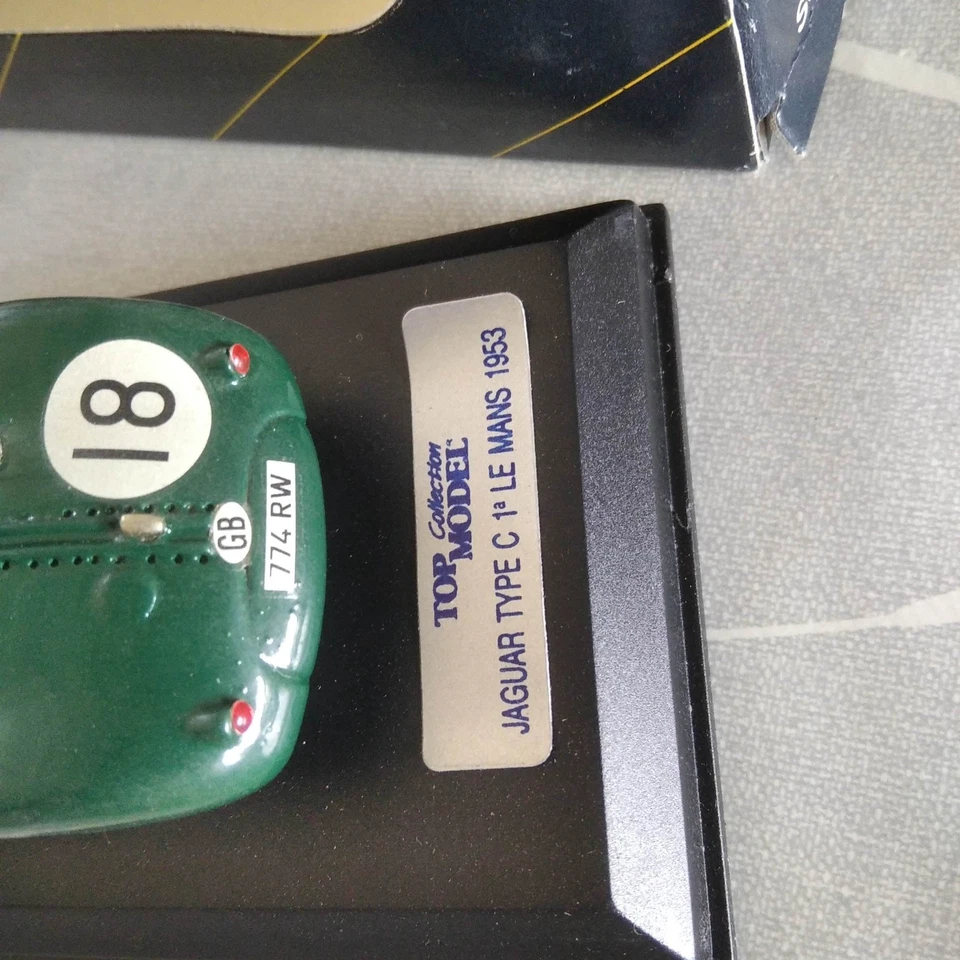 18
GB
774 RW
TOP Collection
MODEL
JAGUAR TYPE C 1ª LE MANS 1953